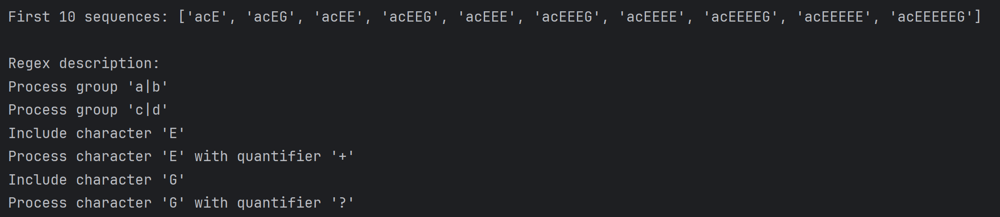 First 10 sequences: ['acE', 'acEG', 'acEE', 'acEEG', 'acEEE', 'acEEEG', 'acEEEE', 'acEEEEG', 'acEEEEE', 'acEEEEEG']
Regex description:
Process group 'a|b'
Process group 'c|d'
Include character 'E'
Process character 'E' with quantifier '+'
Include character 'G'
Process character 'G' with quantifier '?'